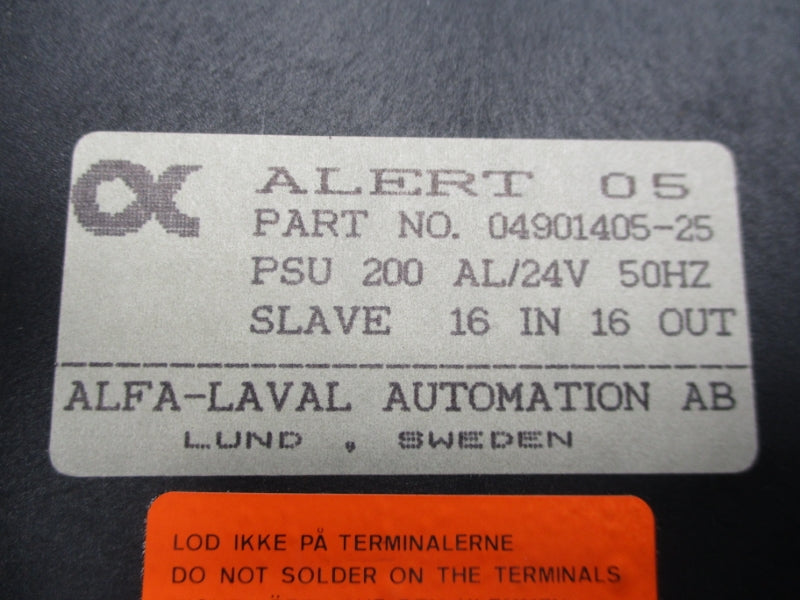 ALERT 05
PART NO. 04901405-25
PSU 200 AL/24V 50HZ
SLAVE 16 IN 16 OUT
ALFA-LAVAL AUTOMATION AB
LUND , SWEDEN
LOD IKKE PÅ TERMINALERNE
DO NOT SOLDER ON THE TERMINALS